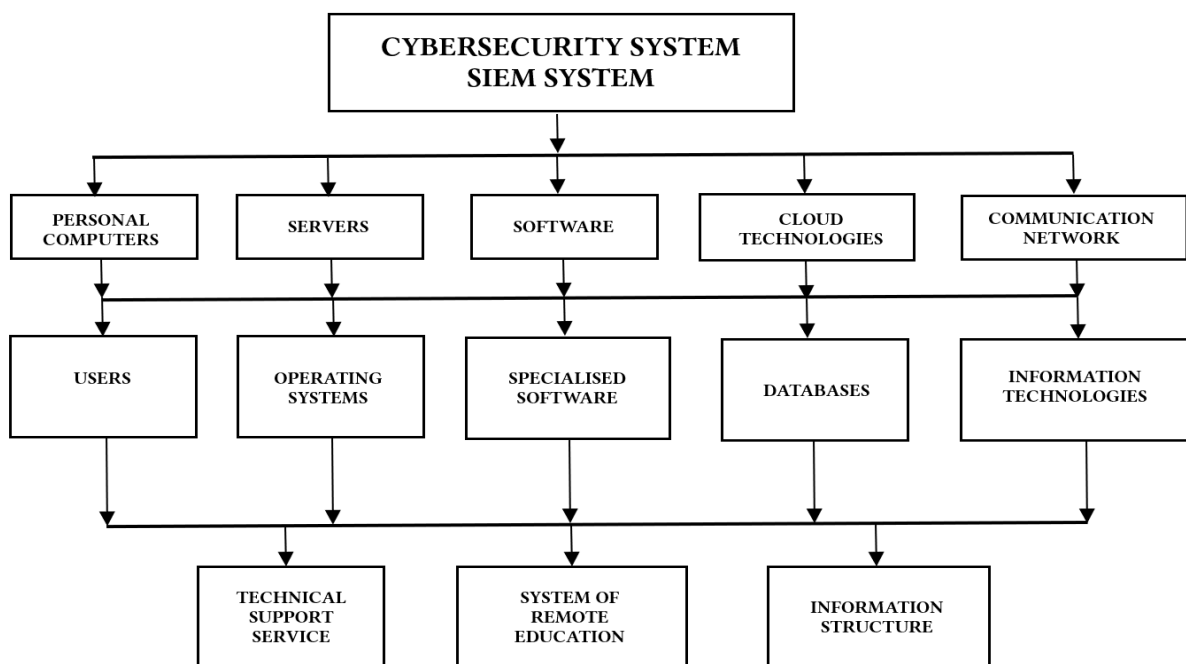 CYBERSECURITY SYSTEM
SIEM SYSTEM
PERSONAL
COMPUTERS
SERVERS
SOFTWARE
CLOUD
TECHNOLOGIES
COMMUNICATION
NETWORK
USERS
OPERATING
SYSTEMS
SPECIALISED
SOFTWARE
DATABASES
INFORMATION
TECHNOLOGIES
TECHNICAL
SUPPORT
SERVICE
SYSTEM OF
REMOTE
EDUCATION
INFORMATION
STRUCTURE